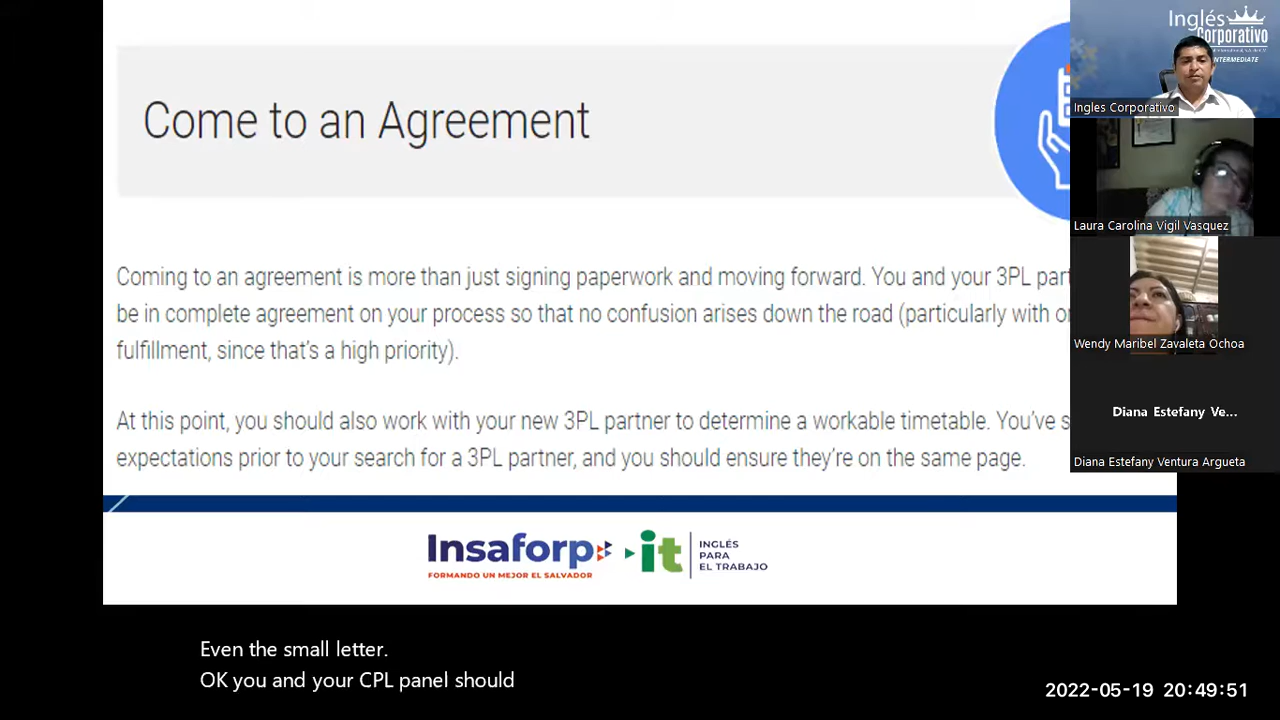 Come to an Agreement
Coming to an agreement is more than just signing paperwork and moving forward. You and your 3PL
be in complete agreement on your process so that no confusion arises down the road (particularly with
fulfillment, since that's a high priority).
At this point, you should also work with your new 3PL partner to determine a workable timetable. You've
expectations prior to your search for a 3PL partner, and you should ensure they're on the same page.
Insaforp
FORMANDO UN MEJOR EL SALVADOR
it
INGLÉS
PARA
EL TRABAJO
Inglés
Corporativo
INTERMEDIATE
Ingles Corporativo
Laura Carolina Vigil Vasquez
Wendy Maribel Zavaleta Ochoa
Diana Estefany Ve...
Diana Estefany Ventura Argueta
Even the small letter.
OK you and your CPL panel should
2022-05-19 20:49:51